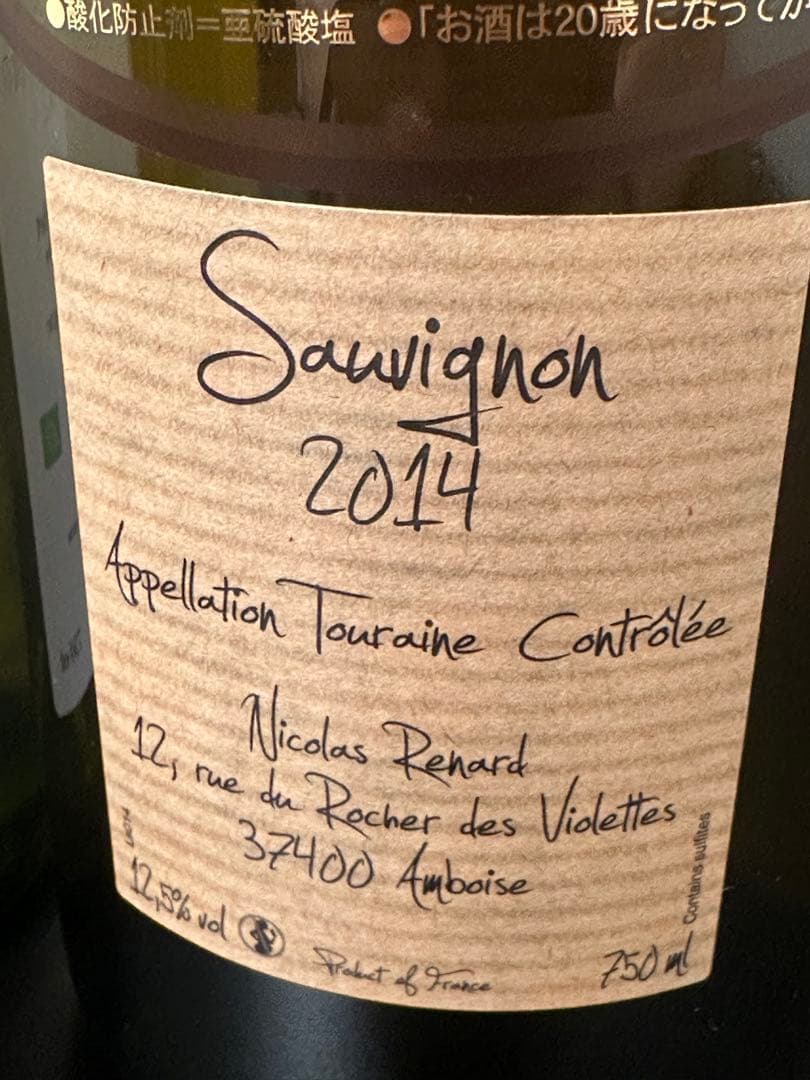 ●酸化防止剤=亜硫酸塩 ●「お酒は20歳になってか
Sauvignon
2014
Appellation Touraine Contrôlée
Nicolas Renard
12, rue du Rocher des Violettes
37400 Amboise
12,5% vol
Product of France
750 ml
Contains sulfites